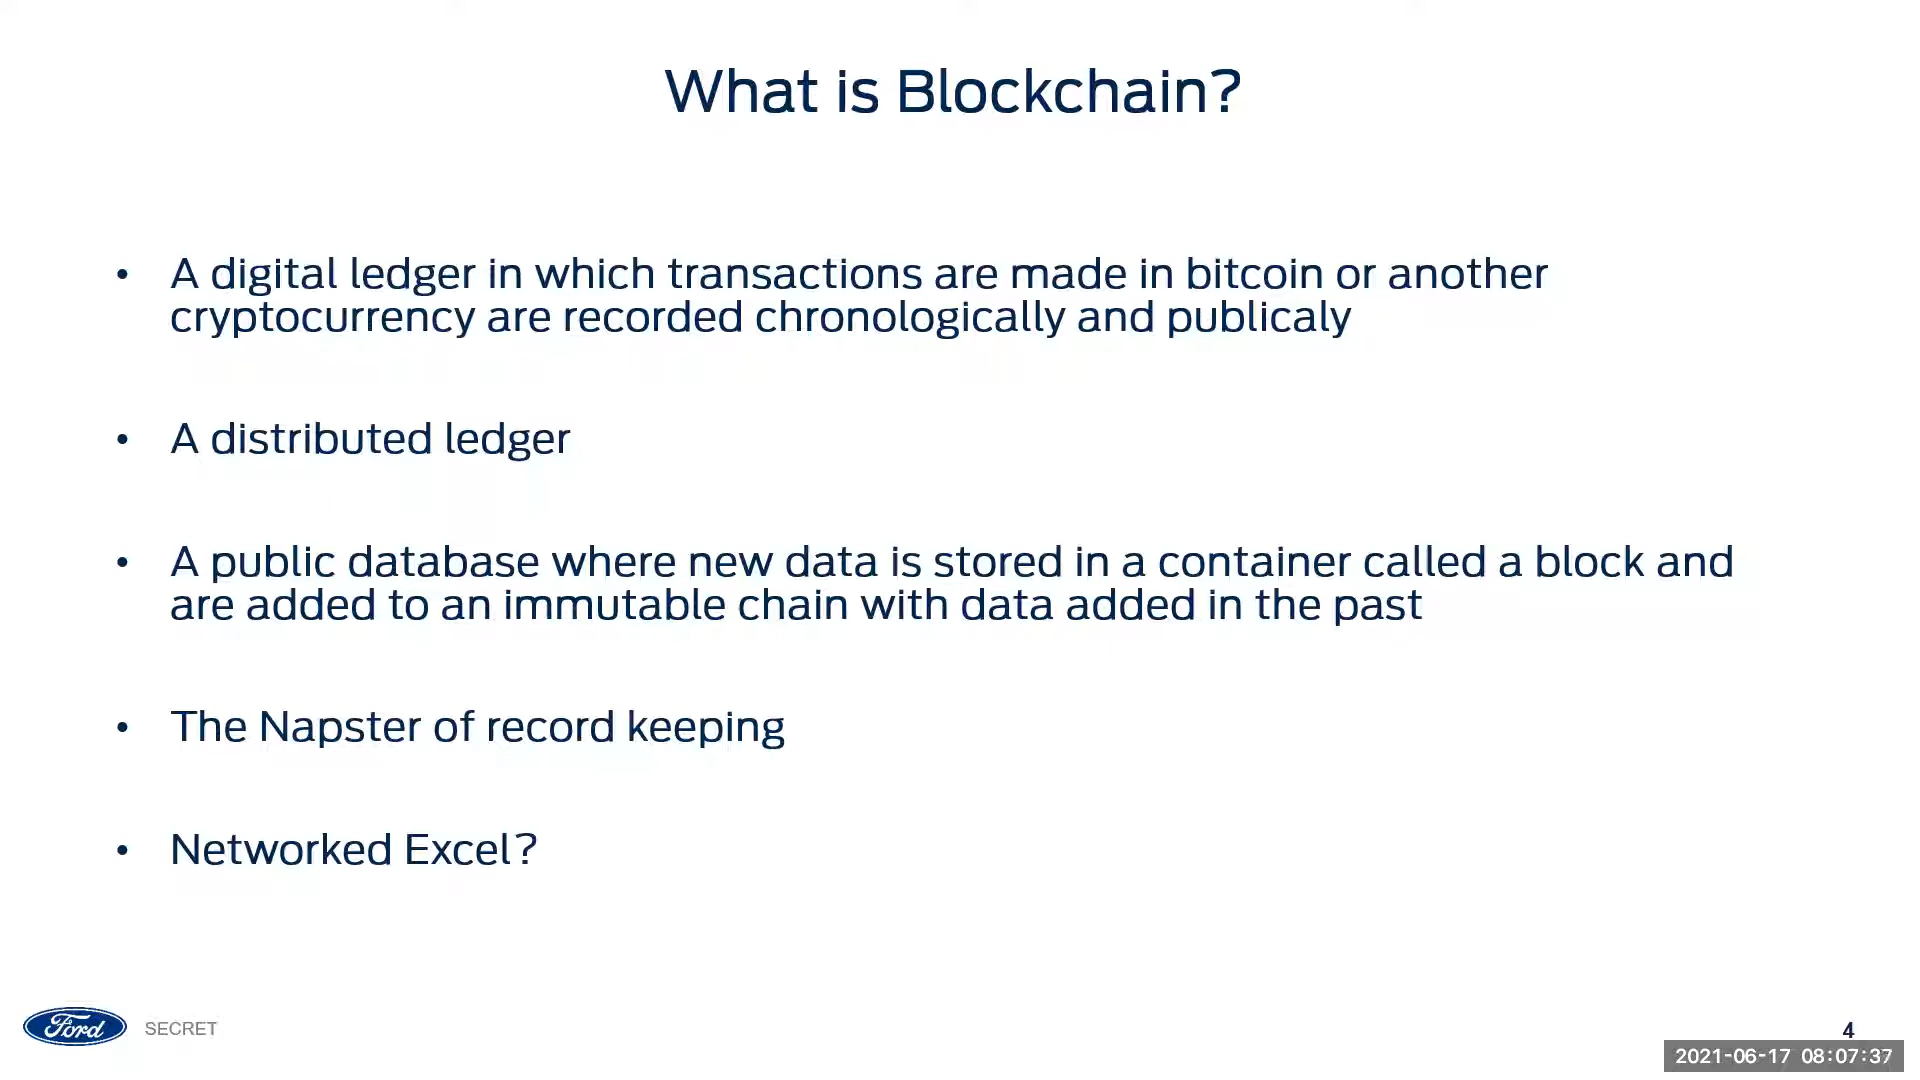 What is Blockchain?
• A digital ledger in which transactions are made in bitcoin or another
cryptocurrency are recorded chronologically and publicaly
• A distributed ledger
• A public database where new data is stored in a container called a block and
are added to an immutable chain with data added in the past
• The Napster of record keeping
• Networked Excel?
Ford SECRET
4
2021-06-17 08:07:37